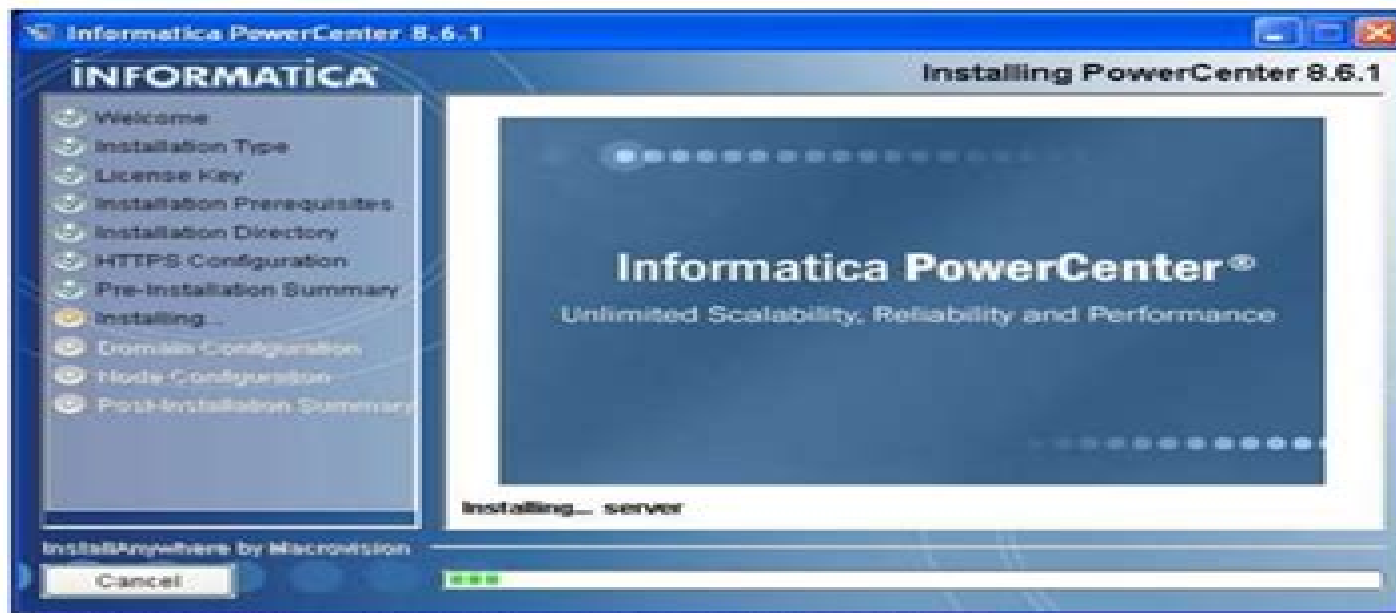 Informatica PowerCenter 8.6.1
INFORMATICA
Installing PowerCenter 8.6.1
Welcome
Installation Type
License Key
Installation Prerequisites
Installation Directory
HTTPS Configuration
Pre-Installation Summary
Installing...
Domain Configuration
Node Configuration
Post-Installation Summary
Informatica PowerCenter®
Unlimited Scalability, Reliability and Performance
Installing... server
InstallAnywhere by Macrovision
Cancel